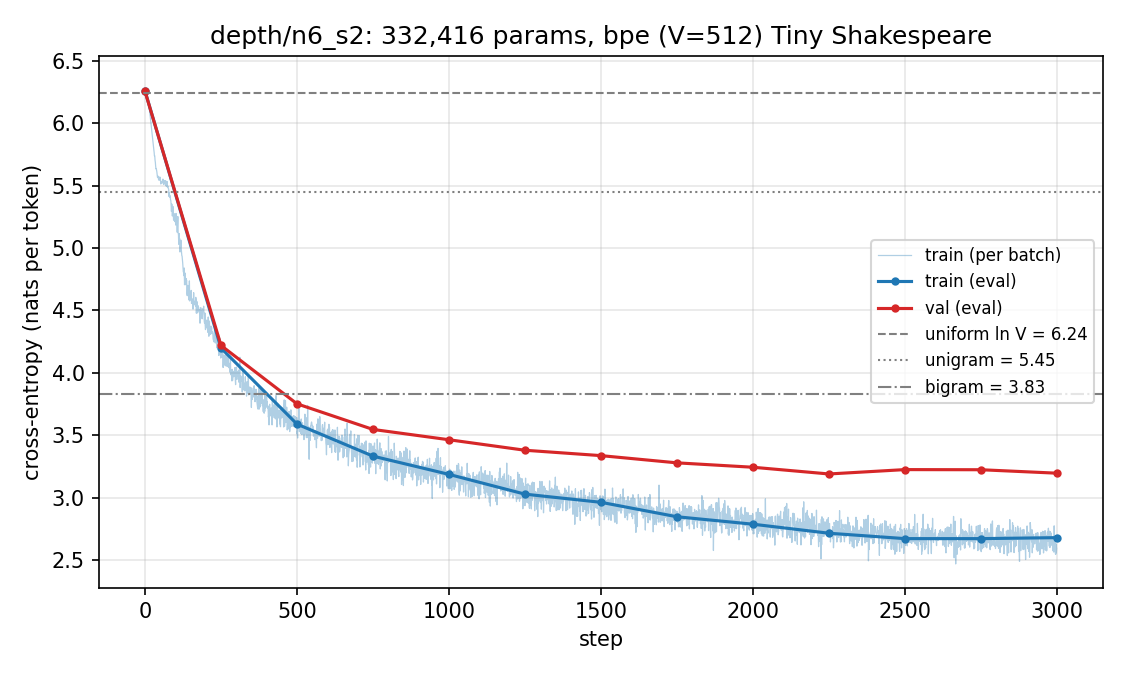 depth/n6_s2: 332,416 params, bpe (V=512) Tiny Shakespeare
cross-entropy (nats per token)
6.5
6.0
5.5
5.0
4.5
4.0
3.5
3.0
2.5
train (per batch)
train (eval)
val (eval)
uniform ln V = 6.24
unigram = 5.45
bigram = 3.83
0 500 1000 1500 2000 2500 3000
step